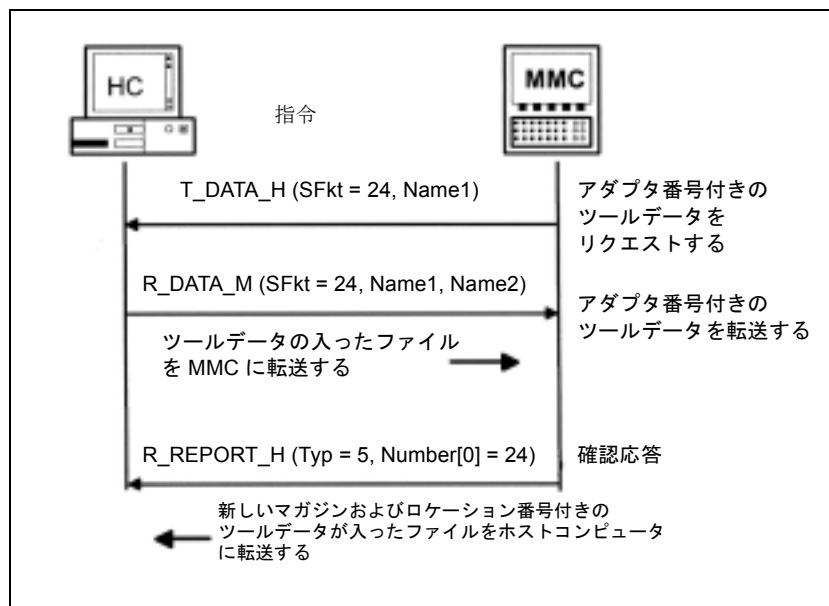 HC
MMC
指令
T_DATA_H (SFkt = 24, Name1)
アダプタ番号付きの
ツールデータを
リクエストする
R_DATA_M (SFkt = 24, Name1, Name2)
アダプタ番号付きの
ツールデータを転送する
ツールデータの入ったファイル
を MMC に転送する
R_REPORT_H (Typ = 5, Number[0] = 24)
確認応答
新しいマガジンおよびロケーション番号付きの
ツールデータが入ったファイルをホストコンピュータ
に転送する